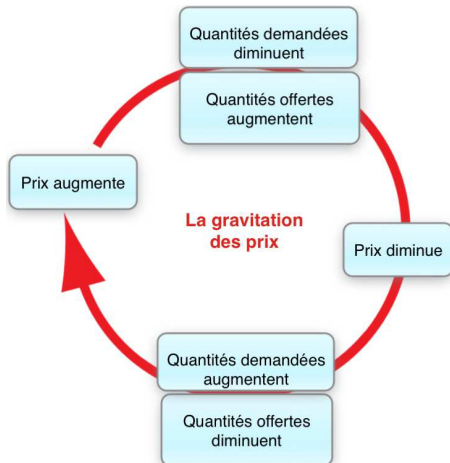 Quantités demandées
diminuent
Quantités offertes
augmentent
Prix augmente
La gravitation
des prix
Prix diminue
Quantités demandées
augmentent
Quantités offertes
diminuent